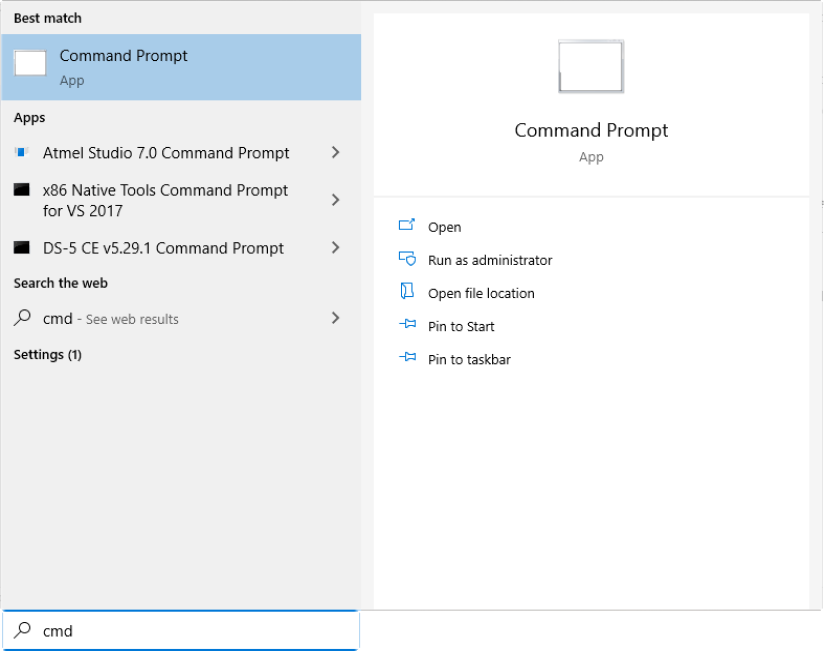 Best match
Command Prompt
App
Apps
Atmel Studio 7.0 Command Prompt
x86 Native Tools Command Prompt
for VS 2017
DS-5 CE v5.29.1 Command Prompt
Search the web
cmd - See web results
Settings (1)
Command Prompt
App
Open
Run as administrator
Open file location
Pin to Start
Pin to taskbar
cmd